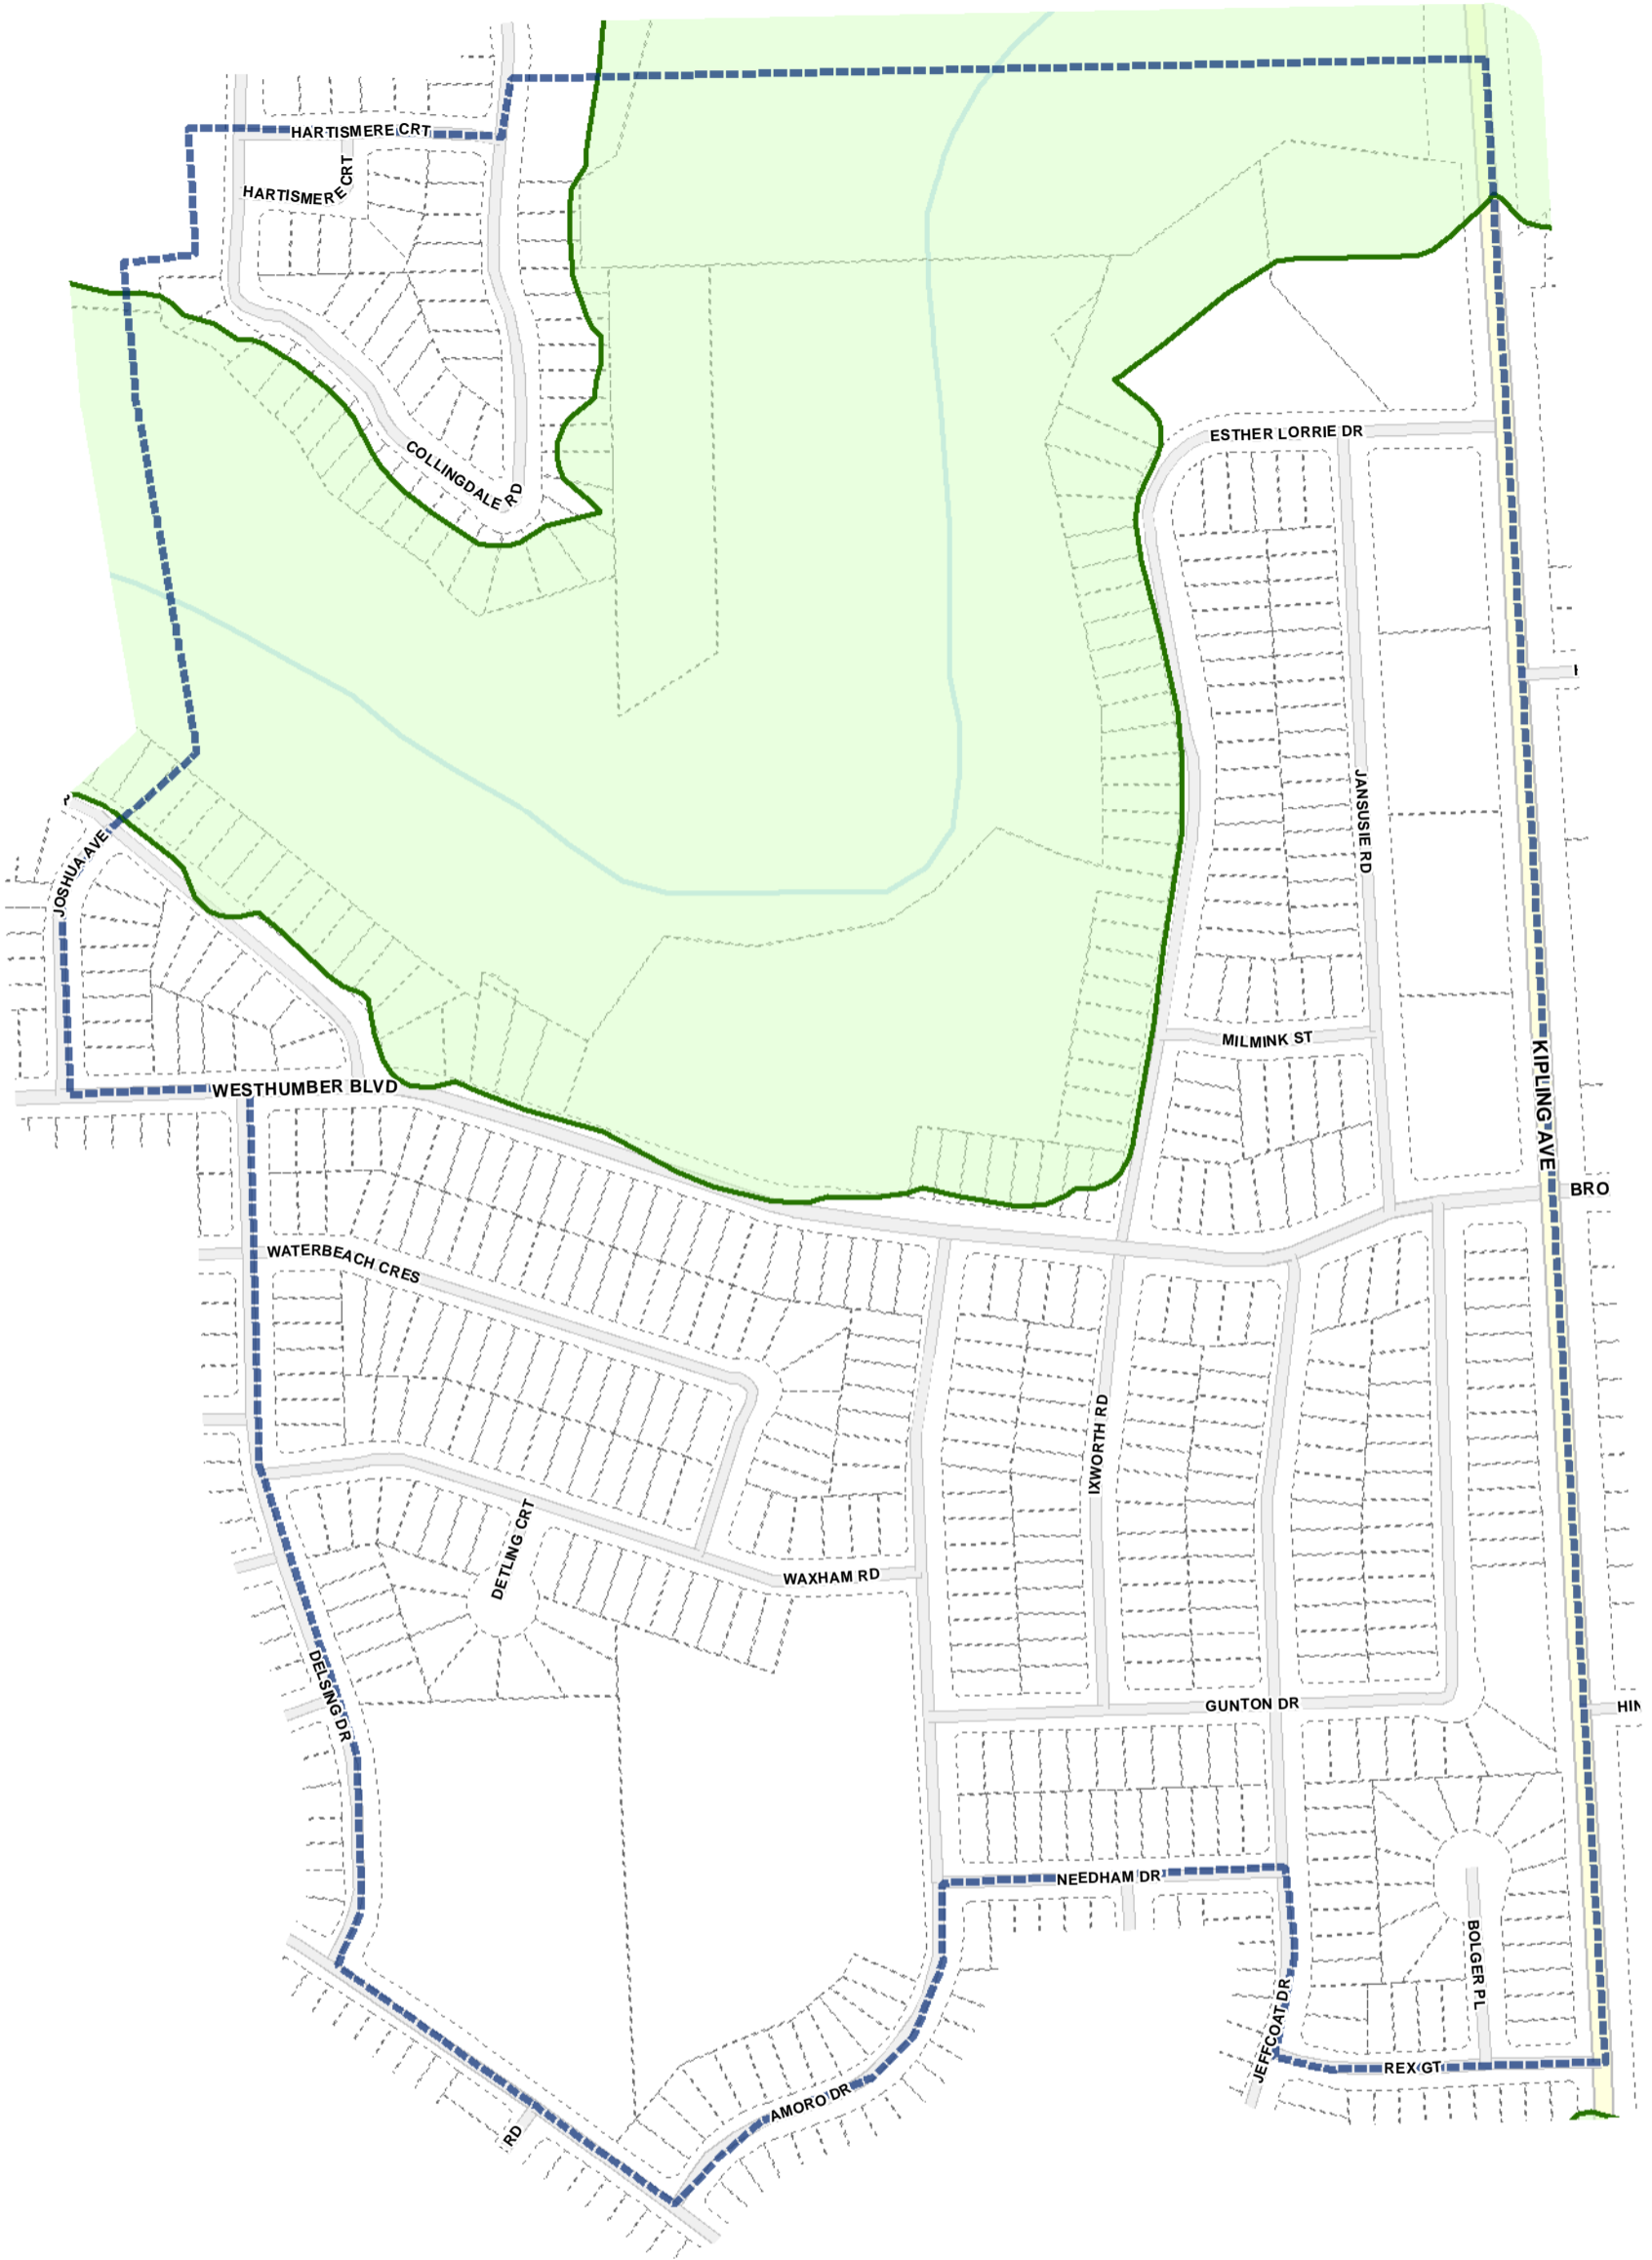 HARTISMERE CRT
HARTISMERE CRT
COLLINGDALE RD
ESTHER LORRIE DR
JANSUSIE RD
JOSHUA AVE
MILMINK ST
WESTHUMBER BLVD
KIPLING AVE
BRO
WATERBEACH CRES
IXWORTH RD
DETLING CRT
WAXHAM RD
DELSING DR
GUNTON DR
HIN
NEEDHAM DR
BOLGER PL
JEFFCOAT DR
REX GT
AMORO DR
RD